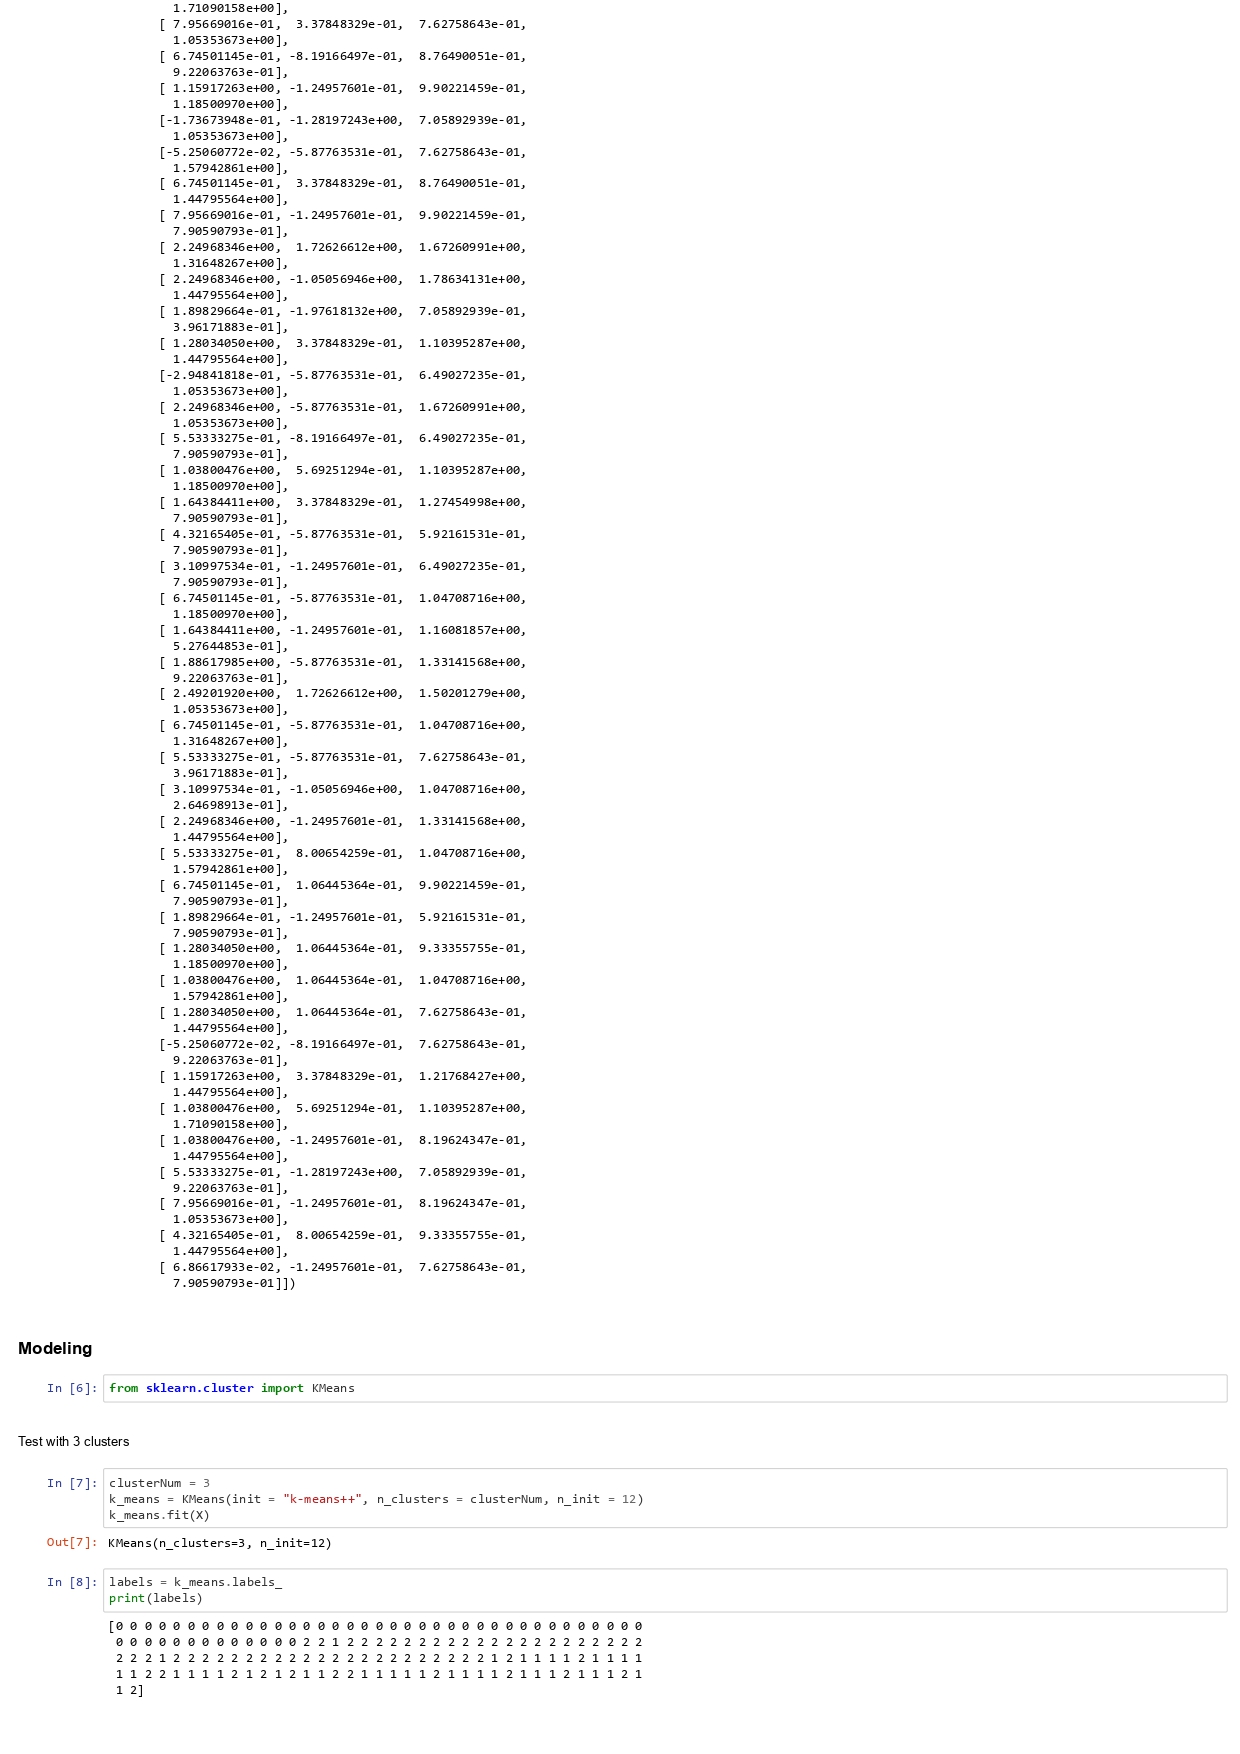 1.71090158e+00],
[ 7.95669016e-01,  3.37848329e-01,  7.62758643e-01,
1.05353673e+00],
[ 6.74501145e-01, -8.19166497e-01,  8.76490051e-01,
9.22063763e-01],
[ 1.15917263e+00, -1.24957601e-01,  9.90221459e-01,
1.18500970e+00],
[-1.73673948e-01, -1.28197243e+00,  7.05892939e-01,
1.05353673e+00],
[-5.25060772e-02, -5.87763531e-01,  7.62758643e-01,
1.57942861e+00],
[ 6.74501145e-01,  3.37848329e-01,  8.76490051e-01,
1.44795564e+00],
[ 7.95669016e-01, -1.24957601e-01,  9.90221459e-01,
7.90590793e-01],
[ 2.24968346e+00,  1.72626612e+00,  1.67260991e+00,
1.31648267e+00],
[ 2.24968346e+00, -1.05056946e+00,  1.78634131e+00,
1.44795564e+00],
[ 1.89829664e-01, -1.97618132e+00,  7.05892939e-01,
3.96171883e-01],
[ 1.28034050e+00,  3.37848329e-01,  1.10395287e+00,
1.44795564e+00],
[-2.94841818e-01, -5.87763531e-01,  6.49027235e-01,
1.05353673e+00],
[ 2.24968346e+00, -5.87763531e-01,  1.67260991e+00,
1.05353673e+00],
[ 5.53333275e-01, -8.19166497e-01,  6.49027235e-01,
7.90590793e-01],
[ 1.03800476e+00,  5.69251294e-01,  1.10395287e+00,
1.18500970e+00],
[ 1.64384411e+00,  3.37848329e-01,  1.27454998e+00,
7.90590793e-01],
[ 4.32165405e-01, -5.87763531e-01,  5.92161531e-01,
7.90590793e-01],
[ 3.10997534e-01, -1.24957601e-01,  6.49027235e-01,
7.90590793e-01],
[ 6.74501145e-01, -5.87763531e-01,  1.04708716e+00,
1.18500970e+00],
[ 1.64384411e+00, -1.24957601e-01,  1.16081857e+00,
5.27644853e-01],
[ 1.88617985e+00, -5.87763531e-01,  1.33141568e+00,
9.22063763e-01],
[ 2.49201920e+00,  1.72626612e+00,  1.50201279e+00,
1.05353673e+00],
[ 6.74501145e-01, -5.87763531e-01,  1.04708716e+00,
1.31648267e+00],
[ 5.53333275e-01, -5.87763531e-01,  7.62758643e-01,
3.96171883e-01],
[ 3.10997534e-01, -1.05056946e+00,  1.04708716e+00,
2.64698913e-01],
[ 2.24968346e+00, -1.24957601e-01,  1.33141568e+00,
1.44795564e+00],
[ 5.53333275e-01,  8.00654259e-01,  1.04708716e+00,
1.57942861e+00],
[ 6.74501145e-01,  1.06445364e-01,  9.90221459e-01,
7.90590793e-01],
[ 1.89829664e-01, -1.24957601e-01,  5.92161531e-01,
7.90590793e-01],
[ 1.28034050e+00,  1.06445364e-01,  9.33355755e-01,
1.18500970e+00],
[ 1.03800476e+00,  1.06445364e-01,  1.04708716e+00,
1.57942861e+00],
[ 1.28034050e+00,  1.06445364e-01,  7.62758643e-01,
1.44795564e+00],
[-5.25060772e-02, -8.19166497e-01,  7.62758643e-01,
9.22063763e-01],
[ 1.15917263e+00,  3.37848329e-01,  1.21768427e+00,
1.44795564e+00],
[ 1.03800476e+00,  5.69251294e-01,  1.10395287e+00,
1.71090158e+00],
[ 1.03800476e+00, -1.24957601e-01,  8.19624347e-01,
1.44795564e+00],
[ 5.53333275e-01, -1.28197243e+00,  7.05892939e-01,
9.22063763e-01],
[ 7.95669016e-01, -1.24957601e-01,  8.19624347e-01,
1.05353673e+00],
[ 4.32165405e-01,  8.00654259e-01,  9.33355755e-01,
1.44795564e+00],
[ 6.86617933e-02, -1.24957601e-01,  7.62758643e-01,
7.90590793e-01]])
Modeling
In [6]: from sklearn.cluster import KMeans
Test with 3 clusters
In [7]: clusterNum = 3
k_means = KMeans(init = "k-means++", n_clusters = clusterNum, n_init = 12)
k_means.fit(X)
Out[7]: KMeans(n_clusters=3, n_init=12)
In [8]: labels = k_means.labels_
print(labels)
[0 0 0 0 0 0 0 0 0 0 0 0 0 0 0 0 0 0 0 0 0 0 0 0 0 0 0 0 0 0 0 0 0 0 0 0 0
0 0 0 0 0 0 0 0 0 0 0 0 0 2 2 1 2 2 2 2 2 2 2 2 2 2 2 2 2 2 2 2 2 2 2 2 2
2 2 2 1 2 2 2 2 2 2 2 2 2 2 2 2 2 2 2 2 2 2 2 2 2 2 1 2 1 1 1 1 2 1 1 1 1
1 1 2 2 1 1 1 1 2 1 2 1 2 1 1 2 2 1 1 1 1 1 2 1 1 1 1 2 1 1 1 2 1 1 1 2 1
1 2]